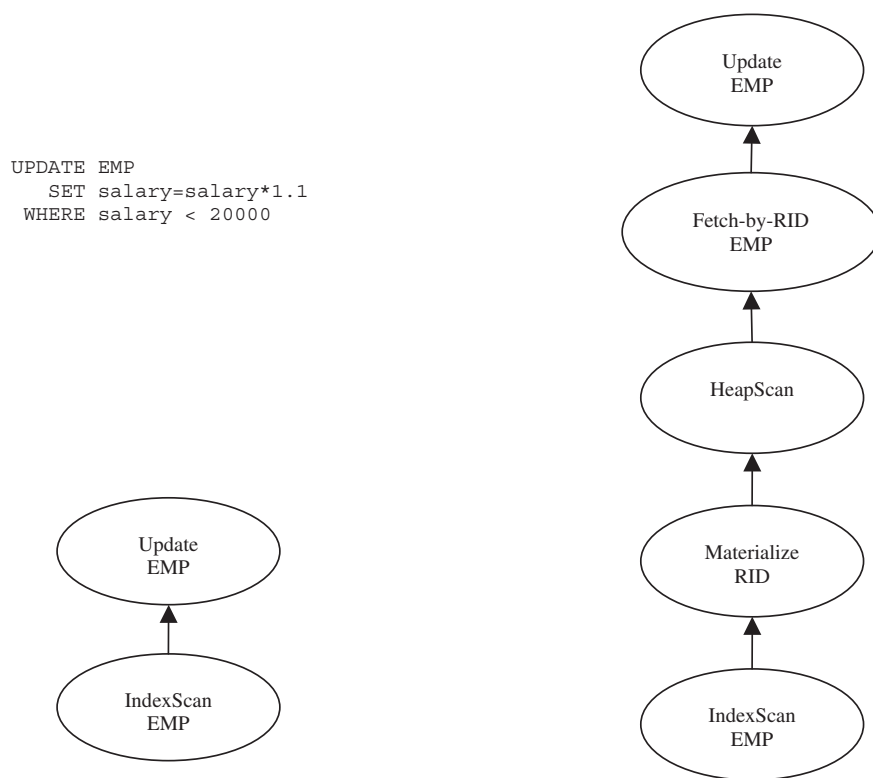 UPDATE EMP
SET salary=salary*1.1
WHERE salary < 20000
Update
EMP
IndexScan
EMP
Update
EMP
Fetch-by-RID
EMP
HeapScan
Materialize
RID
IndexScan
EMP